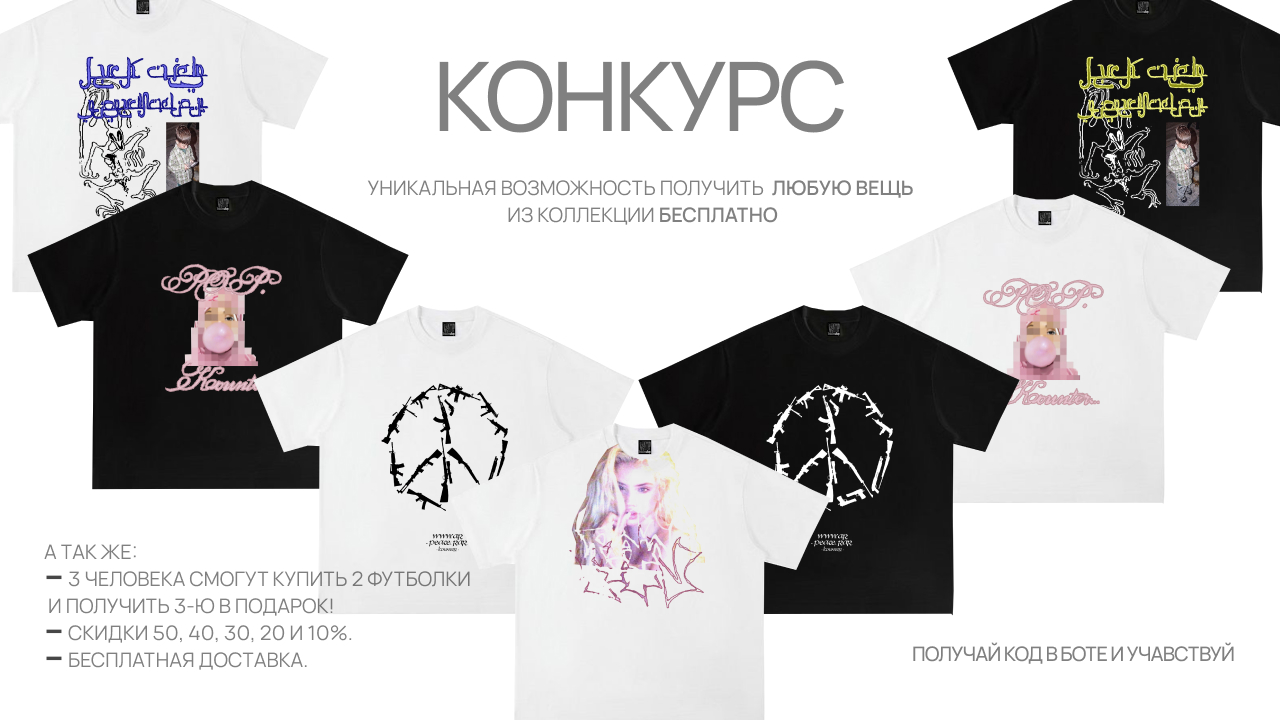 КОНКУРС
УНИКАЛЬНАЯ ВОЗМОЖНОСТЬ ПОЛУЧИТЬ ЛЮБУЮ ВЕЩЬ
ИЗ КОЛЛЕКЦИИ БЕСПЛАТНО
R.I.P.
R.I.P.
А ТАК ЖЕ:
– 3 ЧЕЛОВЕКА СМОГУТ КУПИТЬ 2 ФУТБОЛКИ
И ПОЛУЧИТЬ 3-Ю В ПОДАРОК!
– СКИДКИ 50, 40, 30, 20 И 10%.
– БЕСПЛАТНАЯ ДОСТАВКА.
ПОЛУЧАЙ КОД В БОТЕ И УЧАВСТВУЙ